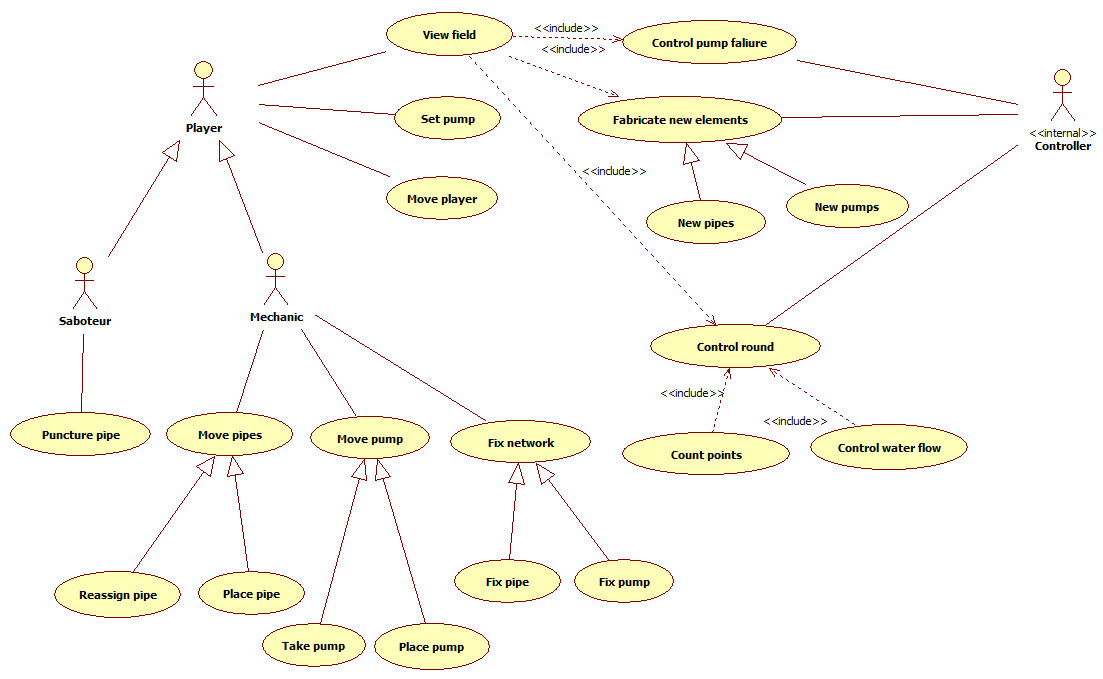 View field
<<include>>
Control pump faliure
<<include>>
Player
Set pump
Fabricate new elements
<<internal>>
Controller
<<include>>
Move player
New pipes
New pumps
Saboteur
Mechanic
Control round
<<include>>
<<include>>
Puncture pipe
Move pipes
Move pump
Fix network
Count points
Control water flow
Reassign pipe
Place pipe
Fix pipe
Fix pump
Take pump
Place pump